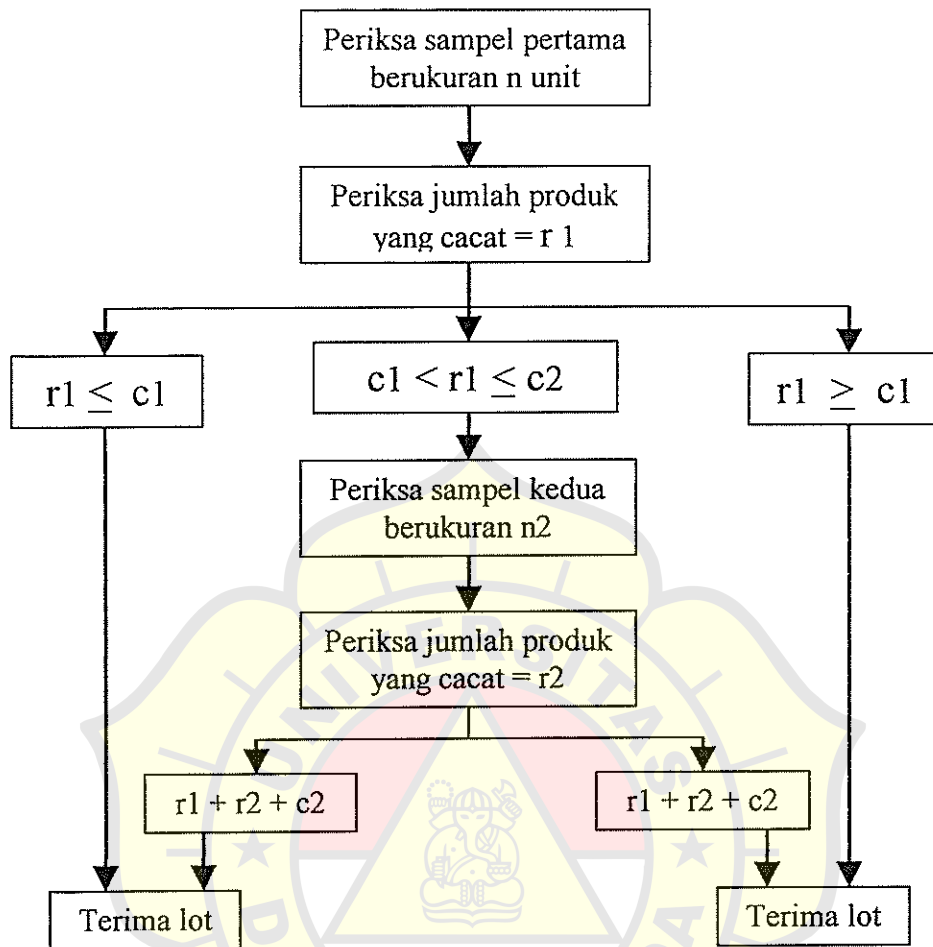 Periksa sampel pertama
berukuran n unit
Periksa jumlah produk
yang cacat = r 1
r1 ≤ c1
c1 < r1 ≤ c2
r1 ≥ c1
Periksa sampel kedua
berukuran n2
Periksa jumlah produk
yang cacat = r2
r1 + r2 + c2
r1 + r2 + c2
Terima lot
Terima lot
UNIVERSITAS